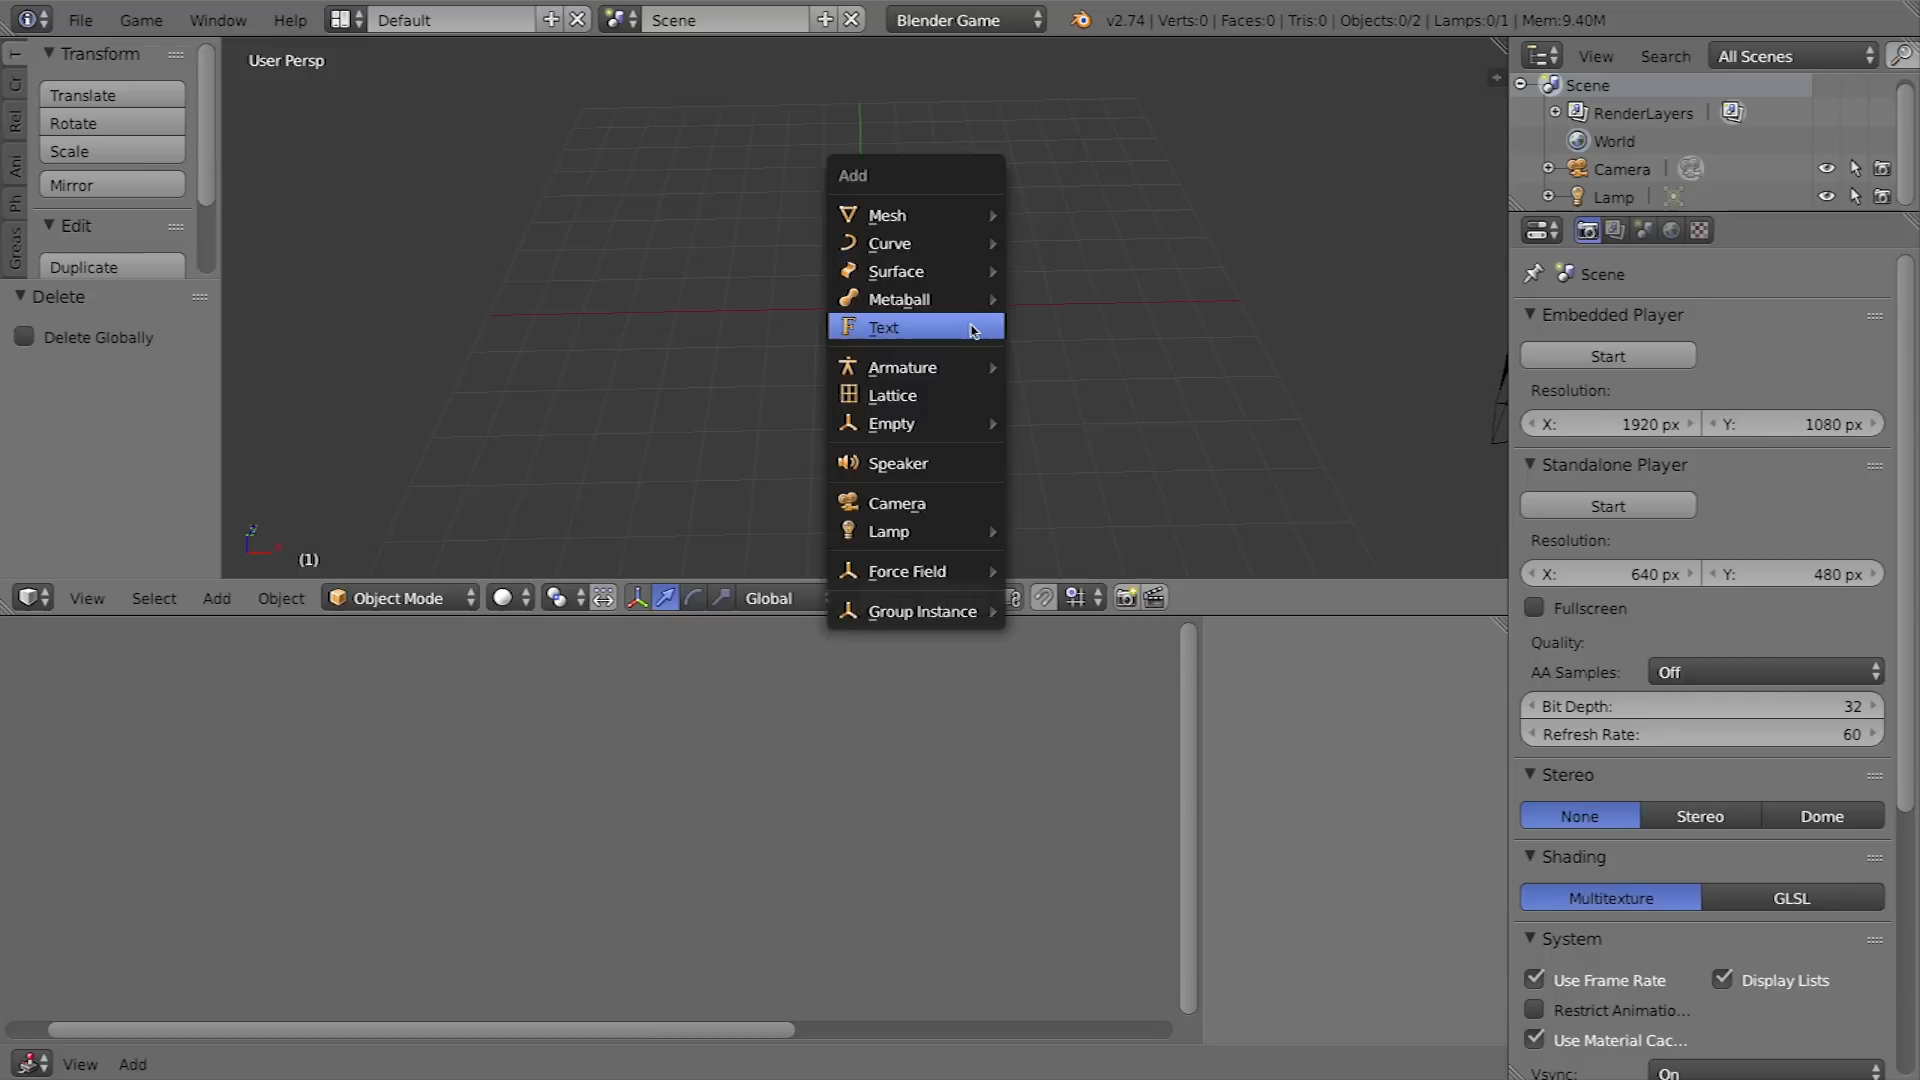 File Game Window Help Default Scene Blender Game v2.74 | Verts:0 | Faces:0 | Tris:0 | Objects:0/2 | Lamps:0/1 | Mem:9.40M
T
Cr
Rel
Ani
Ph
Greas
Transform
Translate
Rotate
Scale
Mirror
Edit
Duplicate
Delete
Delete Globally
User Persp
(1)
Add
Mesh
Curve
Surface
Metaball
Text
Armature
Lattice
Empty
Speaker
Camera
Lamp
Force Field
Group Instance
View Select Add Object Object Mode Global
View Add
View Search All Scenes
Scene
RenderLayers |
World
Camera |
Lamp |
Scene
Embedded Player
Start
Resolution:
X: 1920 px Y: 1080 px
Standalone Player
Start
Resolution:
X: 640 px Y: 480 px
Fullscreen
Quality:
AA Samples: Off
Bit Depth: 32
Refresh Rate: 60
Stereo
None Stereo Dome
Shading
Multitexture GLSL
System
Use Frame Rate Display Lists
Restrict Animatio...
Use Material Cac...
Vsync: On